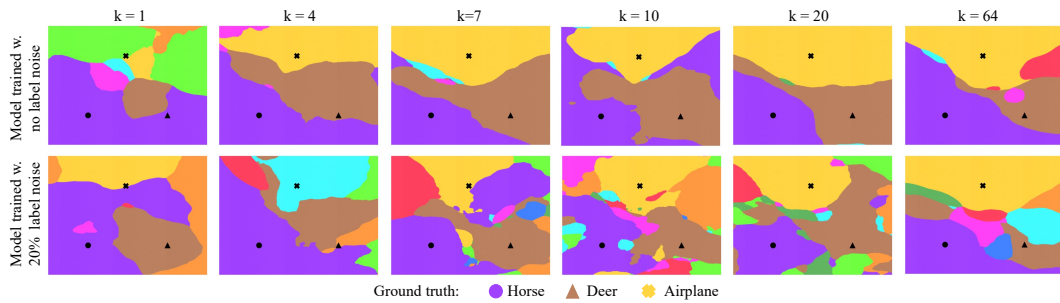 k = 1 k = 4 k=7 k = 10 k = 20 k = 64
Model trained w.
no label noise
Model trained w.
20% label noise
Ground truth: Horse Deer Airplane